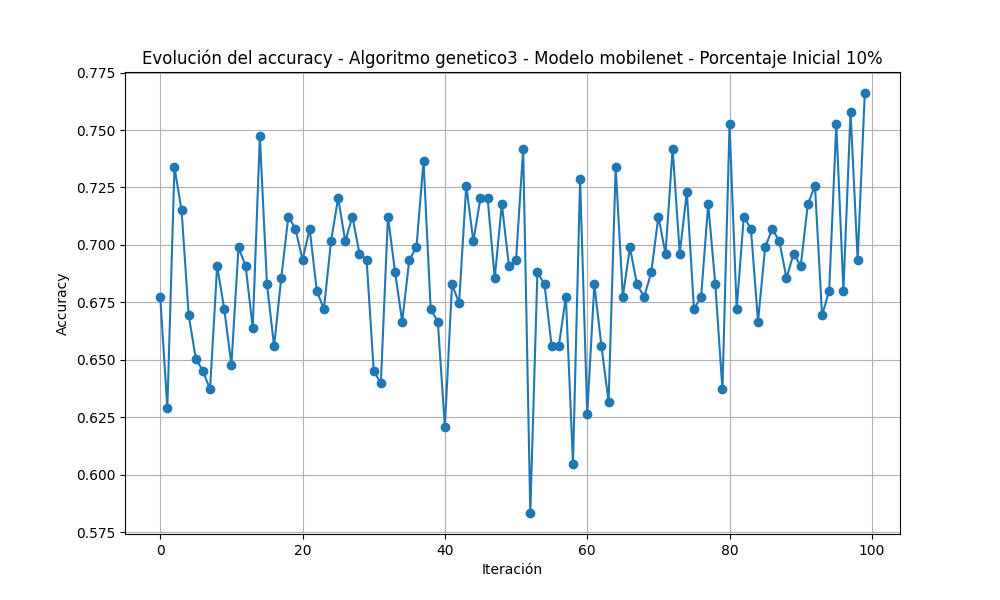 Evolución del accuracy - Algoritmo genetico3 - Modelo mobilenet - Porcentaje Inicial 10%
0.775
0.750
0.725
0.700
0.675
0.650
0.625
0.600
0.575
Accuracy
0 20 40 60 80 100
Iteración